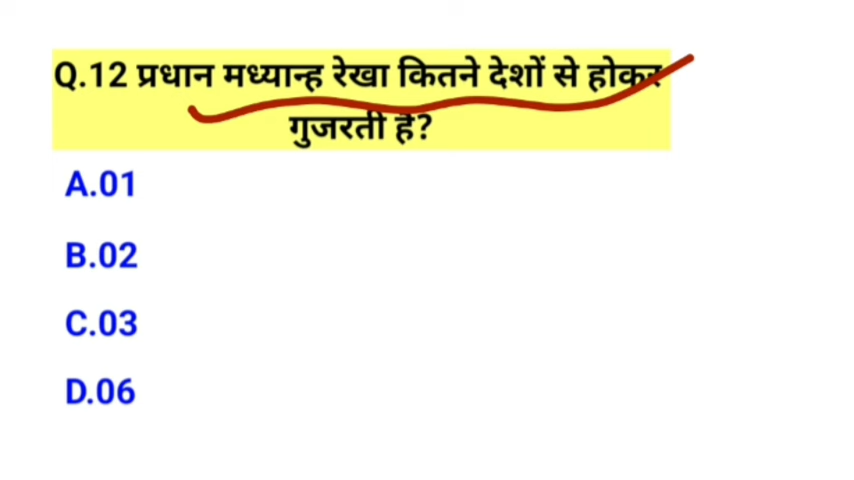 Q.12 प्रधान मध्यान्ह रेखा कितने देशों से होकर
गुजरती है?
A.01
B.02
C.03
D.06